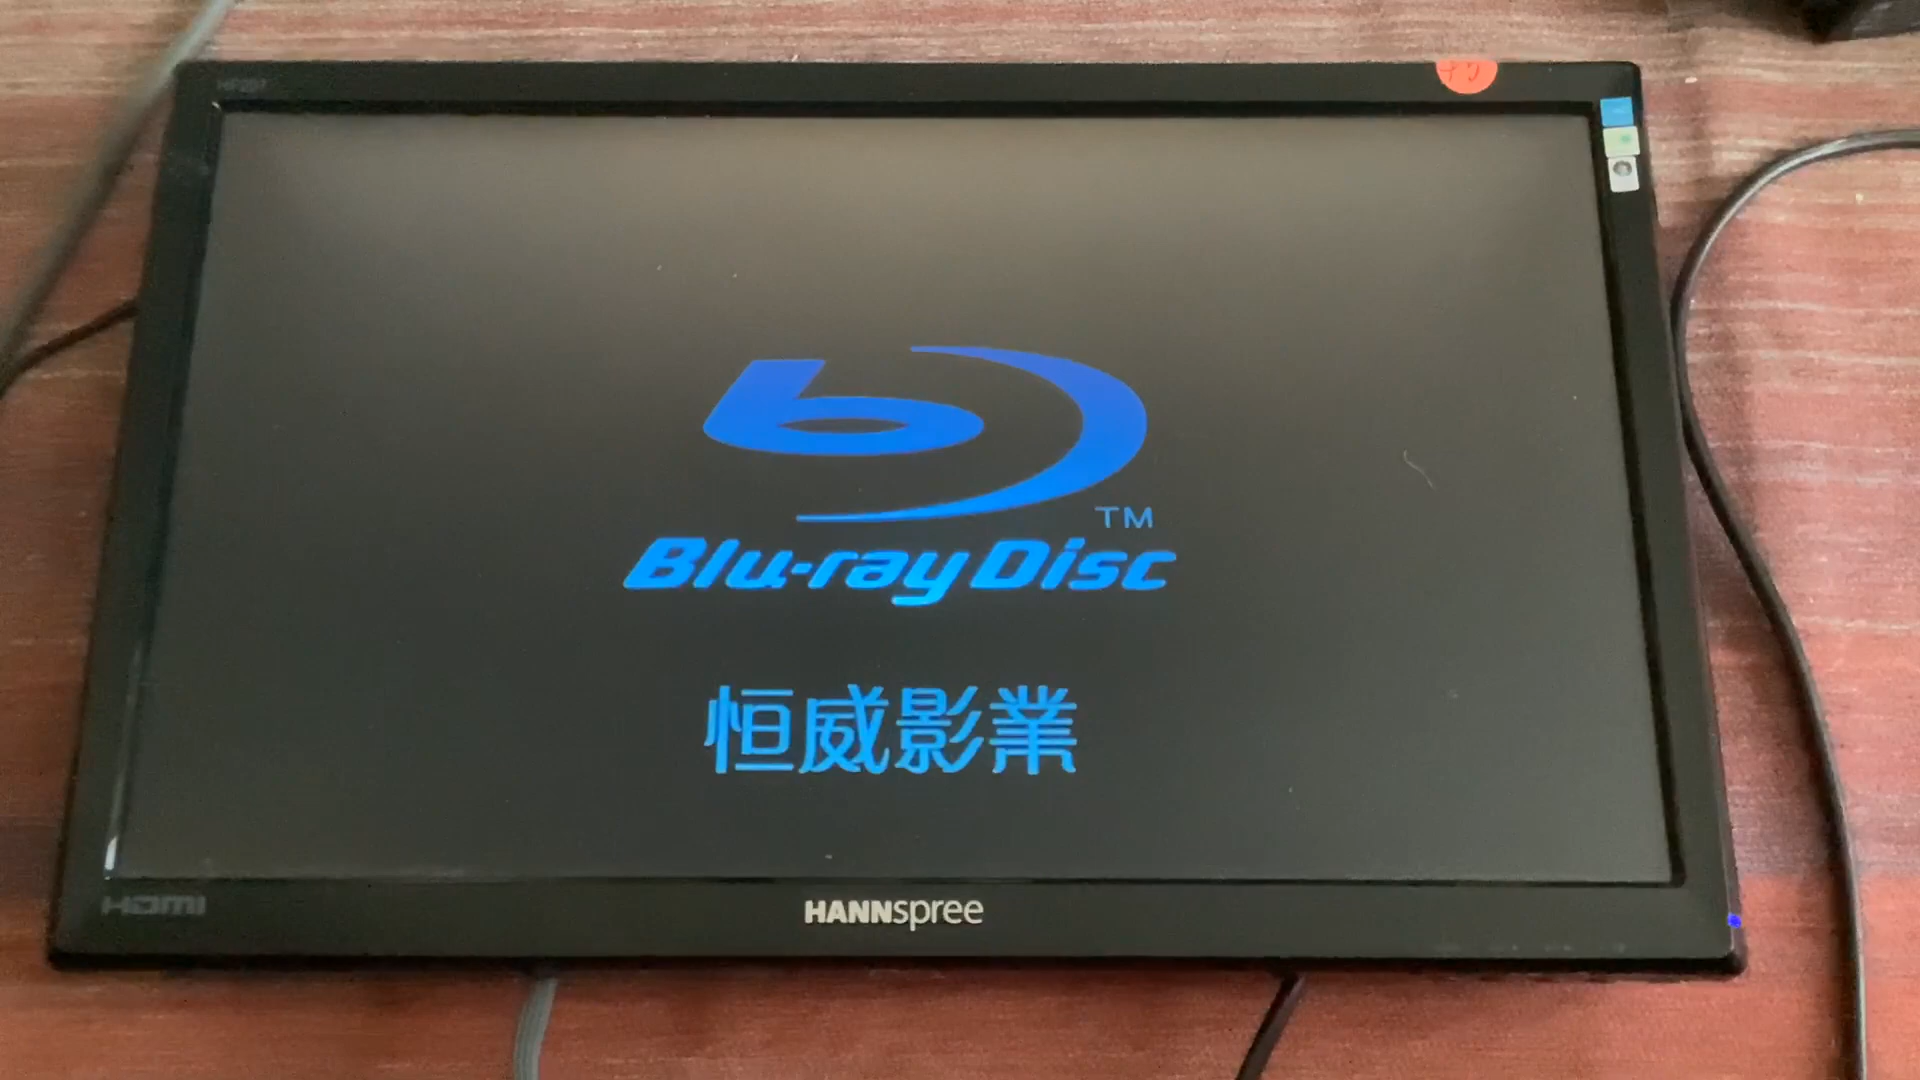 TM
Blu-ray Disc
恒威影業
HDMI
HANNspree